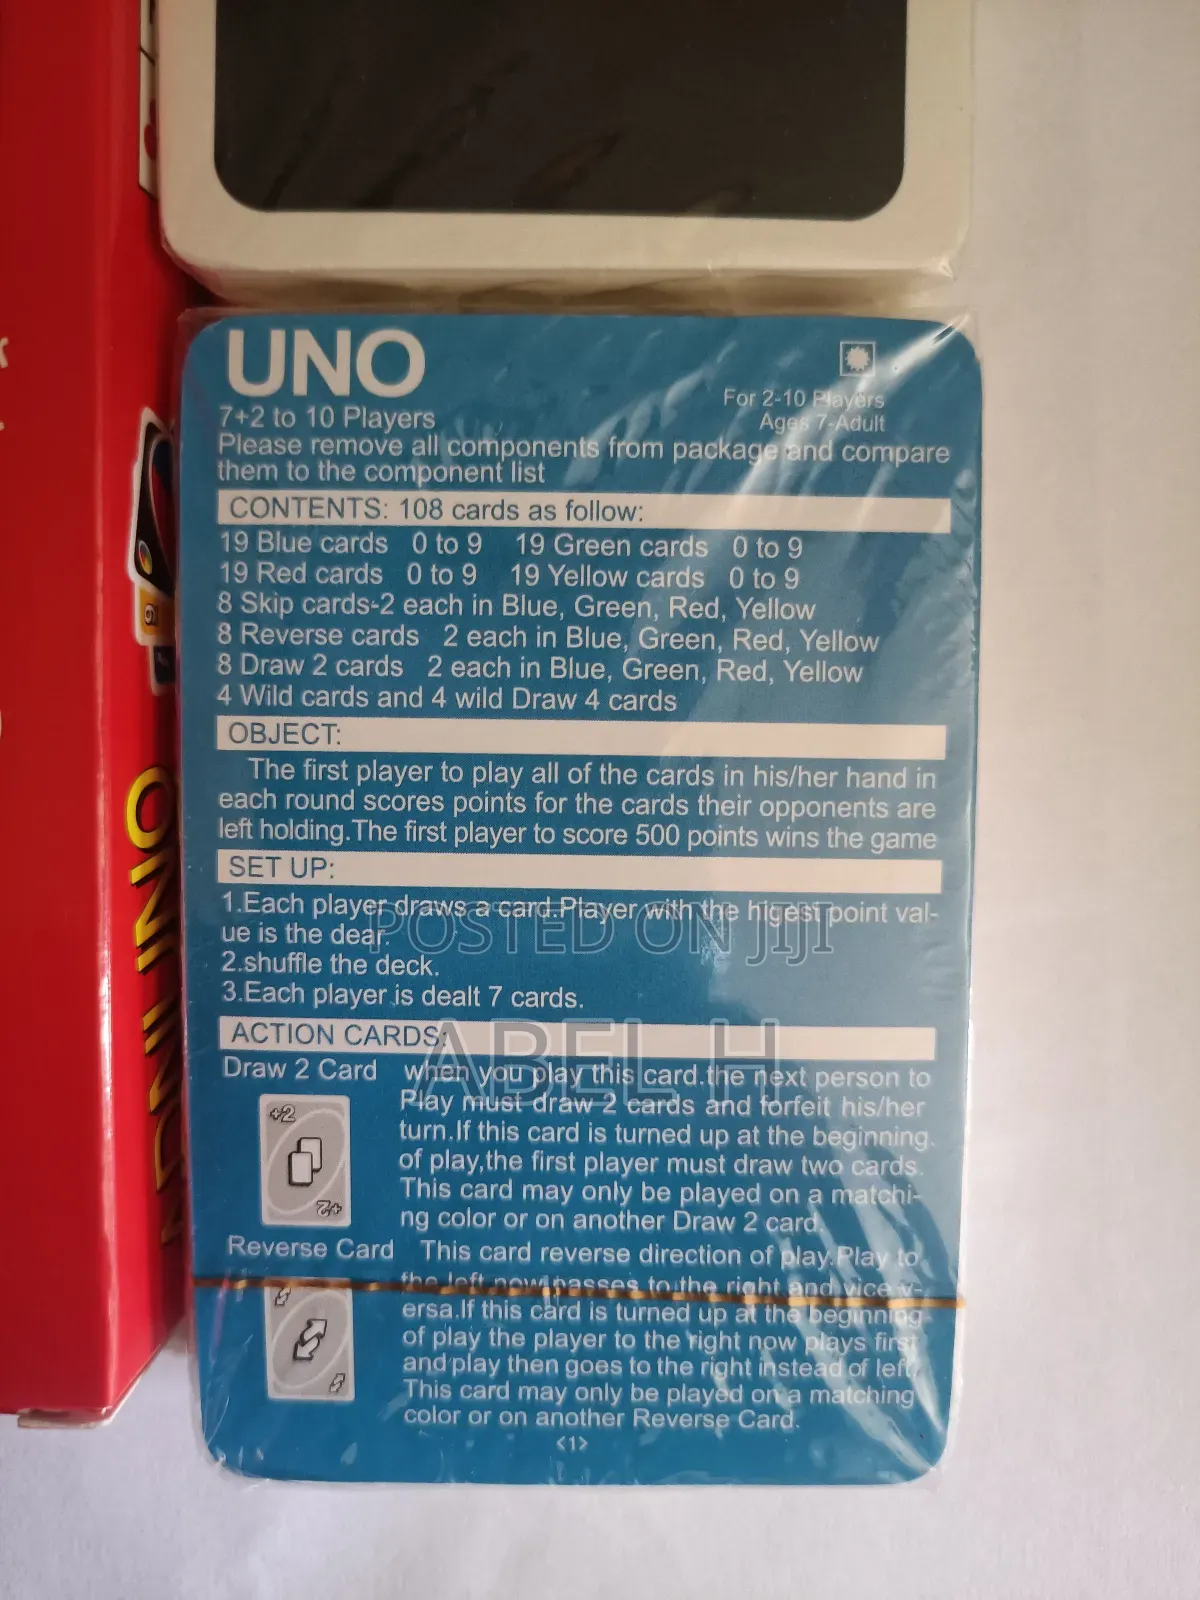 UNO
For 2-10 Players
7+2 to 10 Players
Ages 7-Adult
Please remove all components from package and compare
them to the component list
CONTENTS: 108 cards as follow:
19 Blue cards 0 to 9 19 Green cards 0 to 9
19 Red cards 0 to 9 19 Yellow cards 0 to 9
8 Skip cards-2 each in Blue, Green, Red, Yellow
8 Reverse cards 2 each in Blue, Green, Red, Yellow
8 Draw 2 cards 2 each in Blue, Green, Red, Yellow
4 Wild cards and 4 wild Draw 4 cards
OBJECT:
The first player to play all of the cards in his/her hand in
each round scores points for the cards their opponents are
left holding.The first player to score 500 points wins the game
SET UP:
1.Each player draws a card.Player with the higest point val-
ue is the dear.
2.shuffle the deck.
3.Each player is dealt 7 cards.
POSTED ON JIJI
ABEL H
ACTION CARDS:
Draw 2 Card when you play this card.the next person to
Play must draw 2 cards and forfeit his/her
turn.If this card is turned up at the beginning.
of play,the first player must draw two cards.
This card may only be played on a matchi-
ng color or on another Draw 2 card.
+2
+2
Reverse Card This card reverse direction of play.Play to
the left now passes to the right and vice v-
ersa.If this card is turned up at the beginning
of play the player to the right now plays first
and play then goes to the right instead of left,
This card may only be played on a matching
color or on another Reverse Card.
<1>
UNO